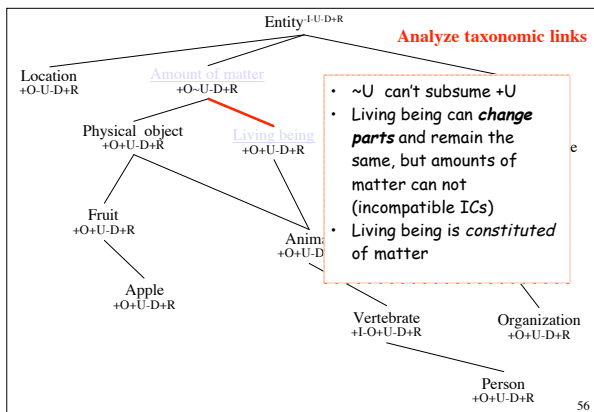 Entity-I-U-D+R
Analyze taxonomic links
Location
+O-U-D+R
Amount of matter
+O~U-D+R
Physical object
+O+U-D+R
Living being
+O+U-D+R
• ~U can't subsume +U
• Living being can change
parts and remain the
same, but amounts of
matter can not
(incompatible ICs)
• Living being is constituted
of matter
e
Fruit
+O+U-D+R
Anima
+O+U-D
Apple
+O+U-D+R
Vertebrate
+I-O+U-D+R
Organization
+O+U-D+R
Person
+O+U-D+R
56